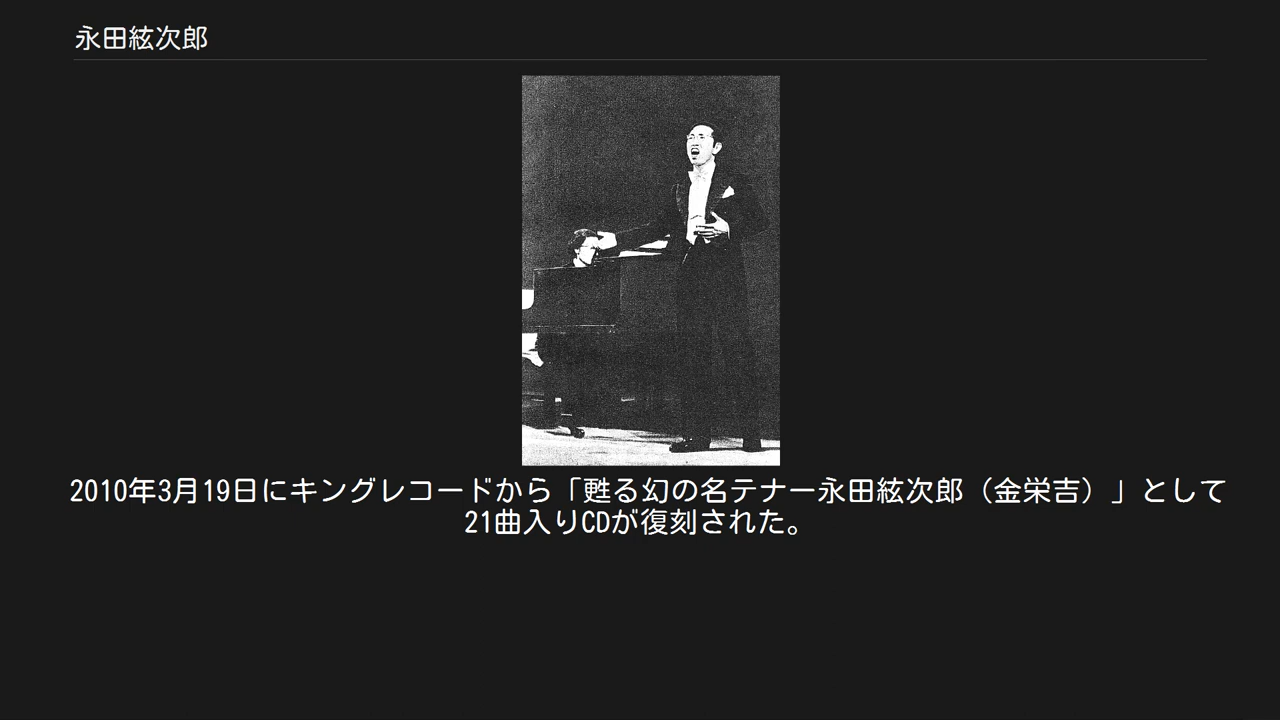 永田絃次郎
2010年3月19日にキングレコードから「甦る幻の名テナー永田絃次郎（金栄吉）」として
21曲入りCDが復刻された。